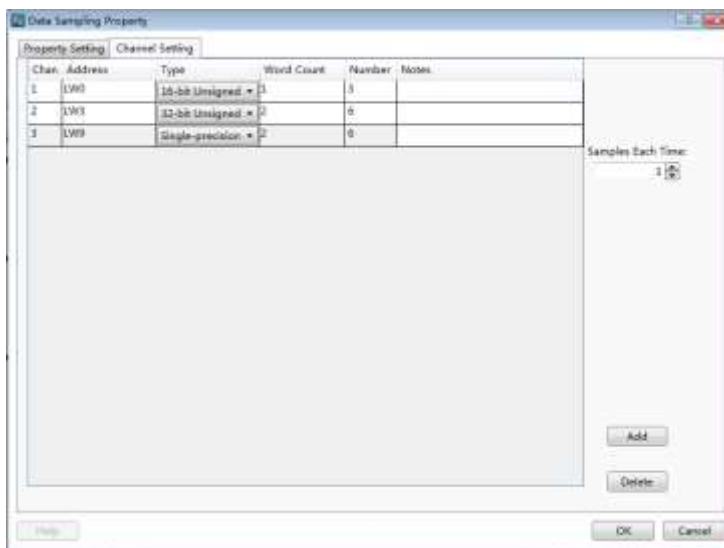 Data Sampling Property
Property Setting Channel Setting
Chan Address Type Word Count Number Notes
1 LW0 16-bit Unsigned 3
2 LW3 32-bit Unsigned 2 6
3 LW9 Single-precision 2 6
Samples Each Time:
3
Add
Delete
Help OK Cancel